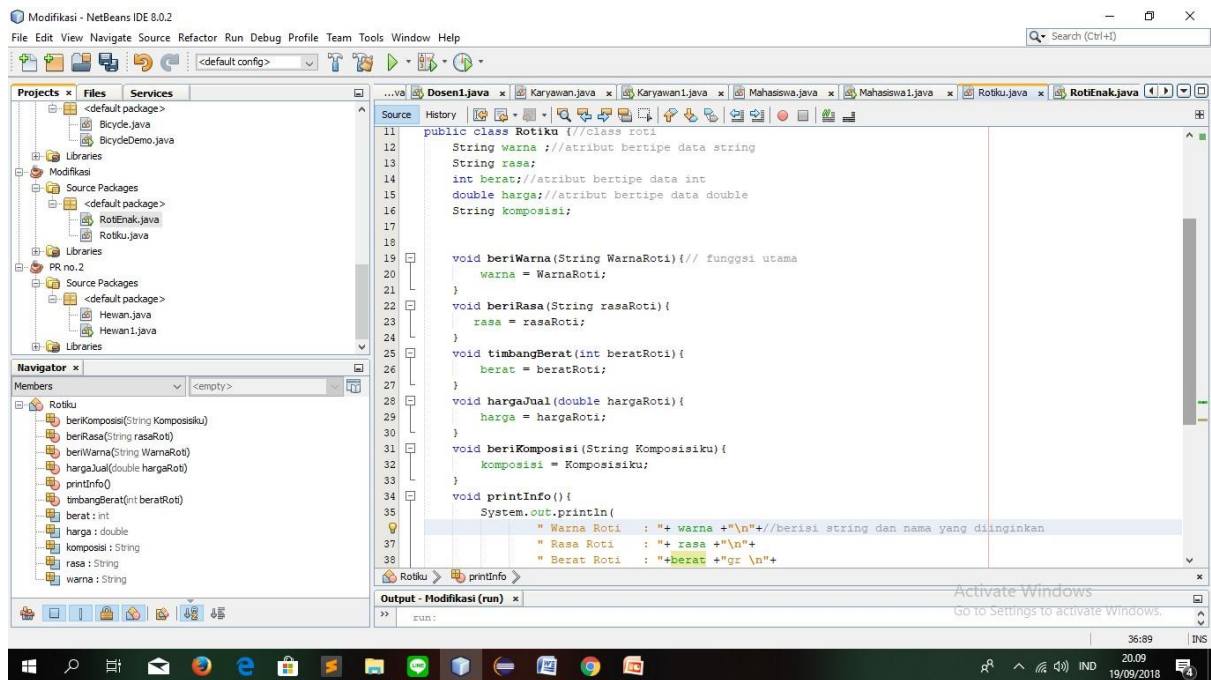 Modifikasi - NetBeans IDE 8.0.2
File Edit View Navigate Source Refactor Run Debug Profile Team Tools Window Help
Search (Ctrl+I)
<default config>
Projects Files Services
<default package>
Bicycle.java
BicycleDemo.java
Libraries
Modifikasi
Source Packages
<default package>
RotiEnak.java
Rotiku.java
Libraries
PR no.2
Source Packages
<default package>
Hewan.java
Hewan1.java
Libraries
Navigator
Members <empty>
Rotiku
beriKomposisi(String Komposisiku)
beriRasa(String rasaRoti)
beriWarna(String WarnaRoti)
hargaJual(double hargaRoti)
printInfo()
timbangBerat(int beratRoti)
berat : int
harga : double
komposisi : String
rasa : String
warna : String
...va Dosen1.java Karyawan.java Karyawan1.java Mahasiswa.java Mahasiswa1.java Rotiku.java RotiEnak.java
Source History
11 public class Rotiku {//class roti
12 String warna ;//atribut bertipe data string
13 String rasa;
14 int berat;//atribut bertipe data int
15 double harga;//atribut bertipe data double
16 String komposisi;
17
18
19 void beriWarna(String WarnaRoti){// funggsi utama
20 warna = WarnaRoti;
21 }
22 void beriRasa(String rasaRoti){
23 rasa = rasaRoti;
24 }
25 void timbangBerat(int beratRoti){
26 berat = beratRoti;
27 }
28 void hargaJual(double hargaRoti){
29 harga = hargaRoti;
30 }
31 void beriKomposisi(String Komposisiku){
32 komposisi = Komposisiku;
33 }
34 void printInfo(){
35 System.out.println(
" Warna Roti : "+ warna +"\n"+//berisi string dan nama yang diinginkan
37 " Rasa Roti : "+ rasa +"\n"+
38 " Berat Roti : "+berat +"gr \n"+
Rotiku printInfo
Output - Modifikasi (run)
run:
Activate Windows
Go to Settings to activate Windows.
36:89 INS
IND
20.09
19/09/2018